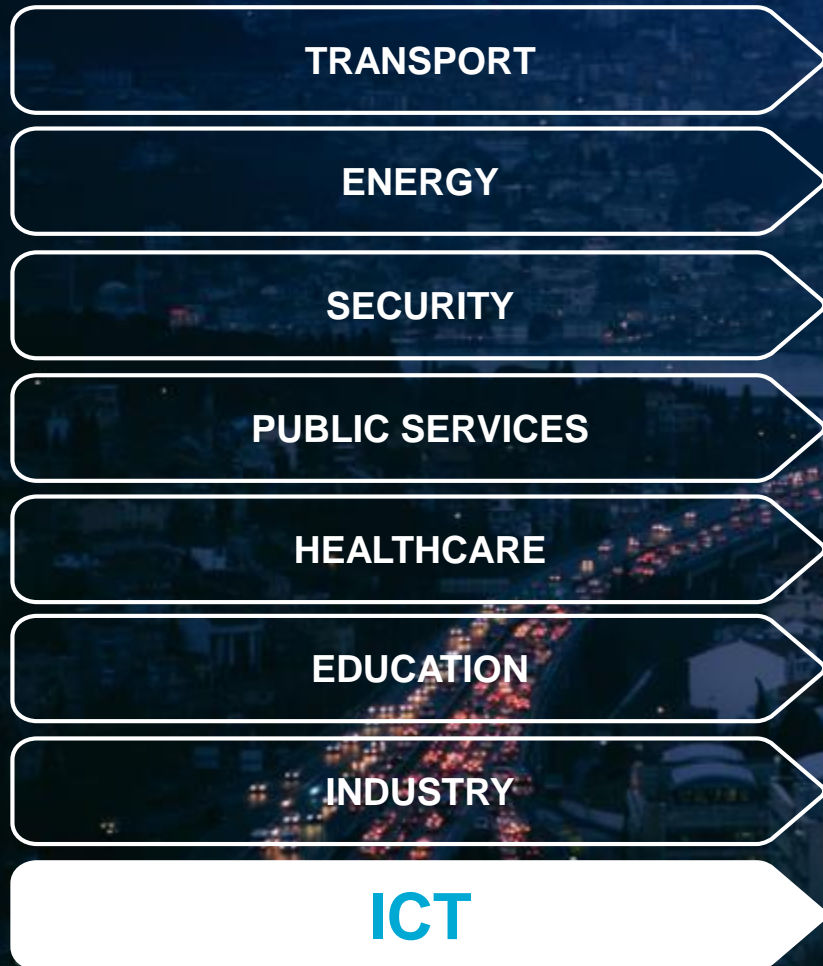 TRANSPORT
ENERGY
SECURITY
PUBLIC SERVICES
HEALTHCARE
EDUCATION
INDUSTRY
ICT